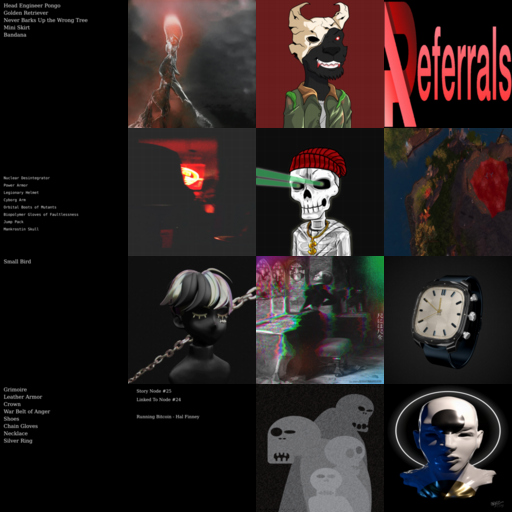 Head Engineer Pongo
Golden Retriever
Never Barks Up the Wrong Tree
Mini Skirt
Bandana
Referrals
Nuclear Desintegrator
Power Armor
Legionary Helmet
Cyborg Arm
Orbital Boots of Mutants
Biopolymer Gloves of Faultlessness
Jump Pack
Mankrostin Skull
Small Bird
Grimoire
Leather Armor
Crown
War Belt of Anger
Shoes
Chain Gloves
Necklace
Silver Ring
Story Node #25
Linked To Node #24
Running Bitcoin - Hal Finney